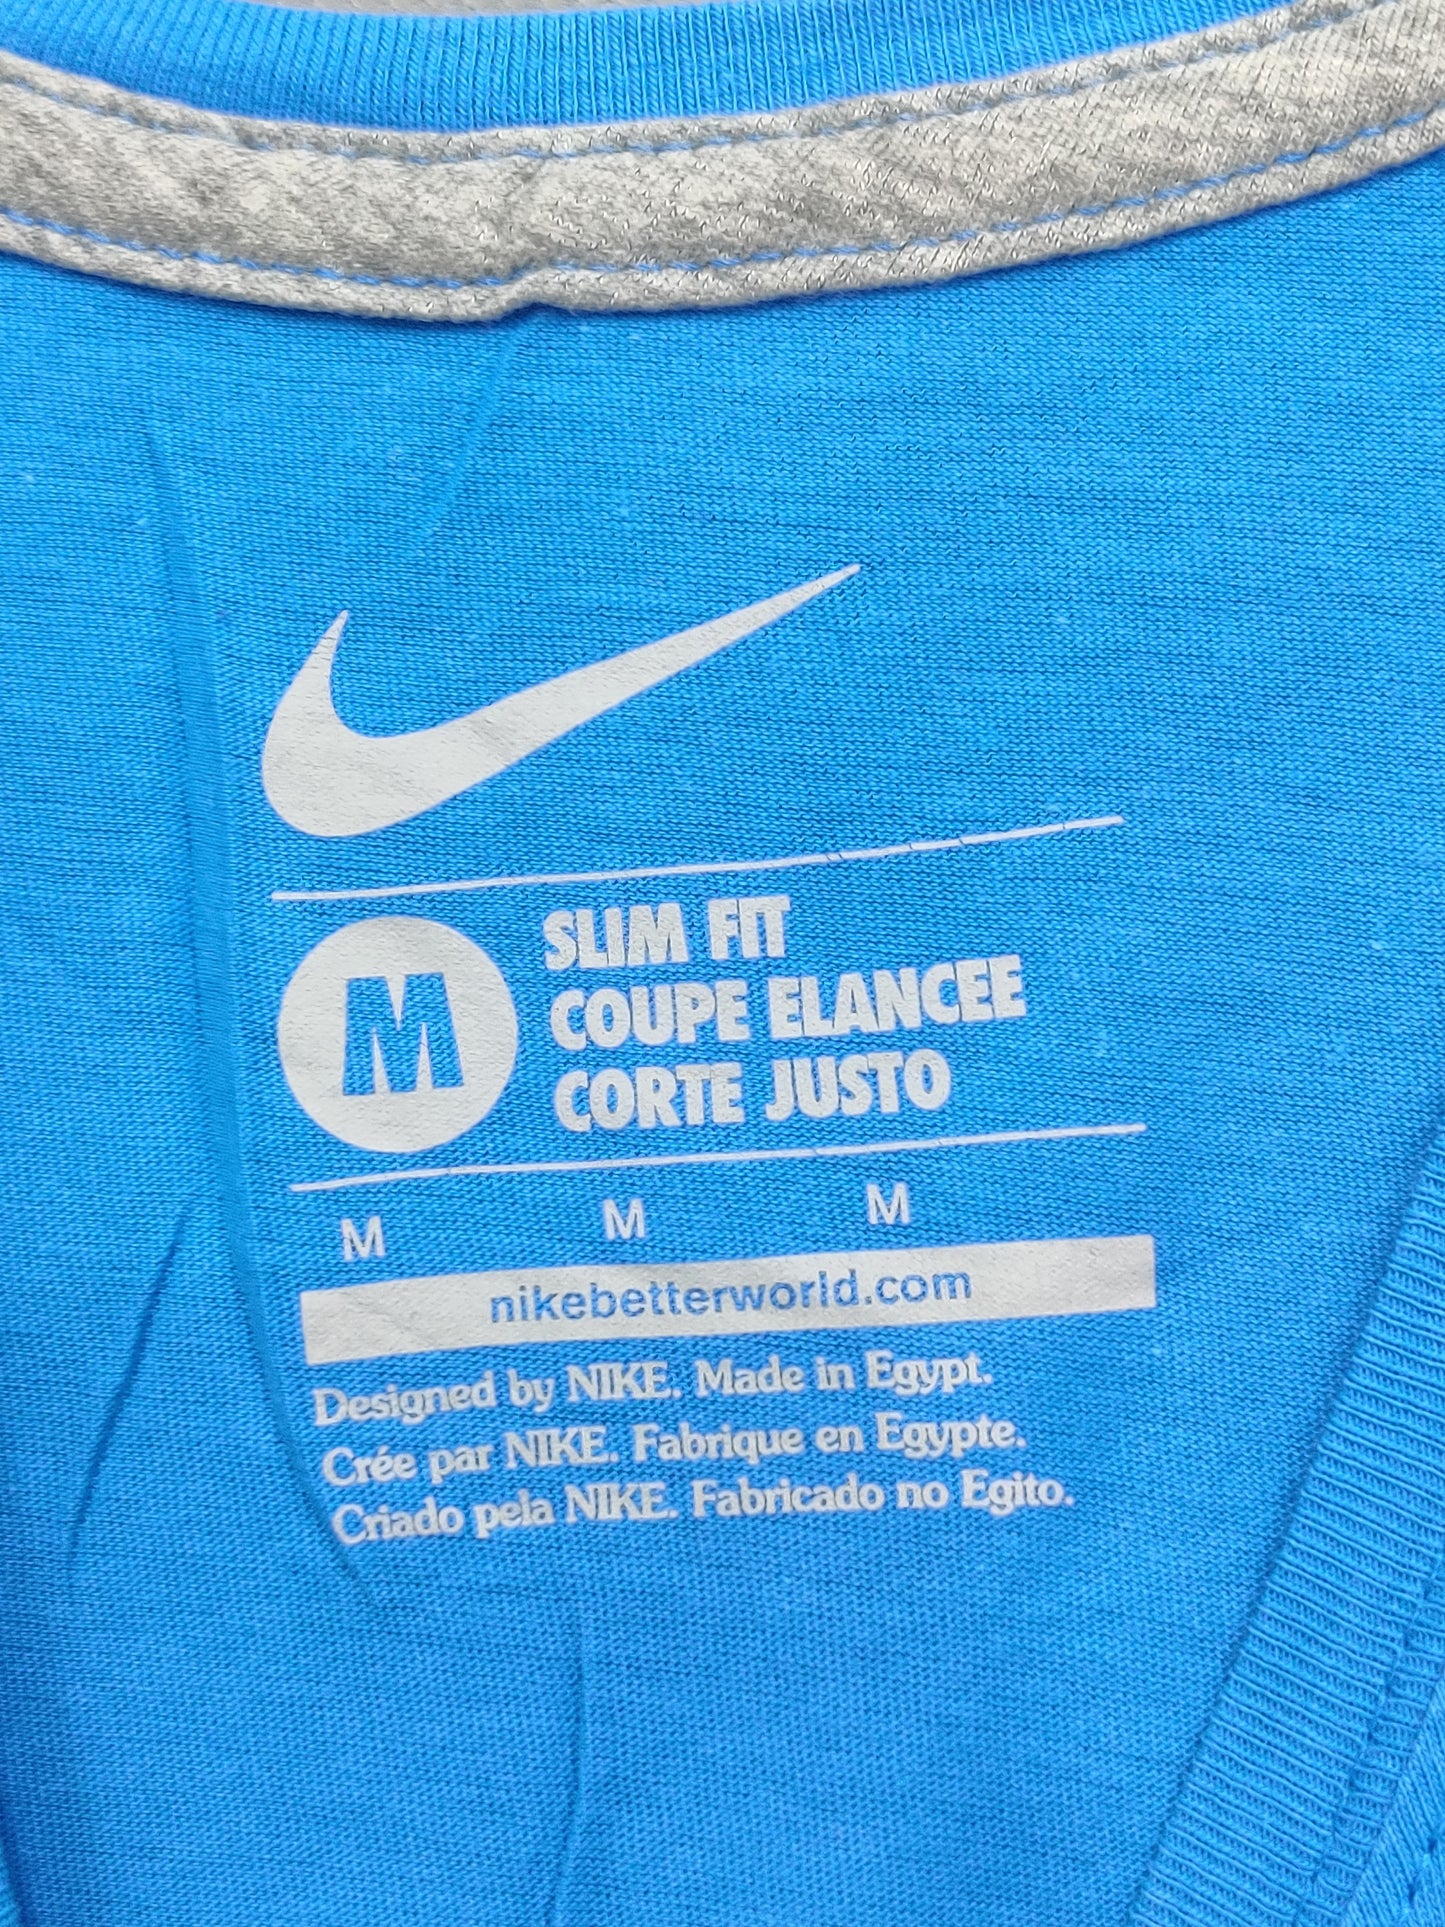 M
SLIM FIT
COUPE ELANCEE
CORTE JUSTO
M M M
nikebetterworld.com
Designed by NIKE. Made in Egypt.
Crée par NIKE. Fabrique en Egypte.
Criado pela NIKE. Fabricado no Egito.